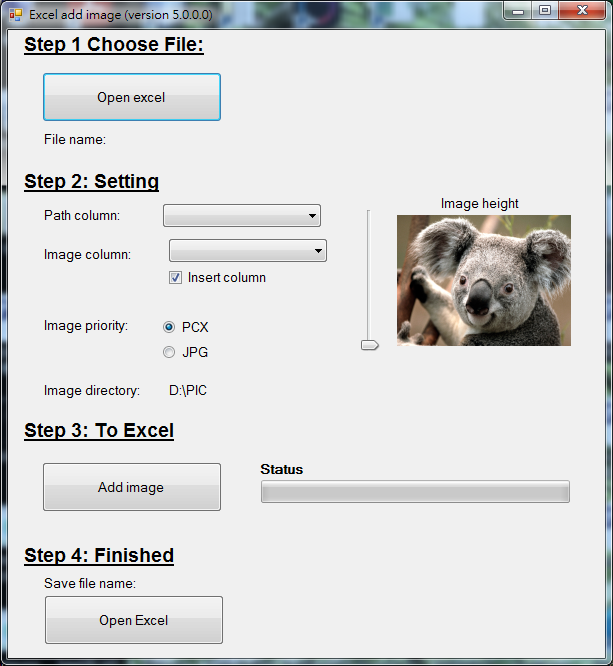 Excel add image (version 5.0.0.0)
Step 1 Choose File:
Open excel
File name:
Step 2: Setting
Path column:
Image column:
Insert column
Image priority:
PCX
JPG
Image directory: D:\PIC
Image height
Step 3: To Excel
Add image
Status
Step 4: Finished
Save file name:
Open Excel